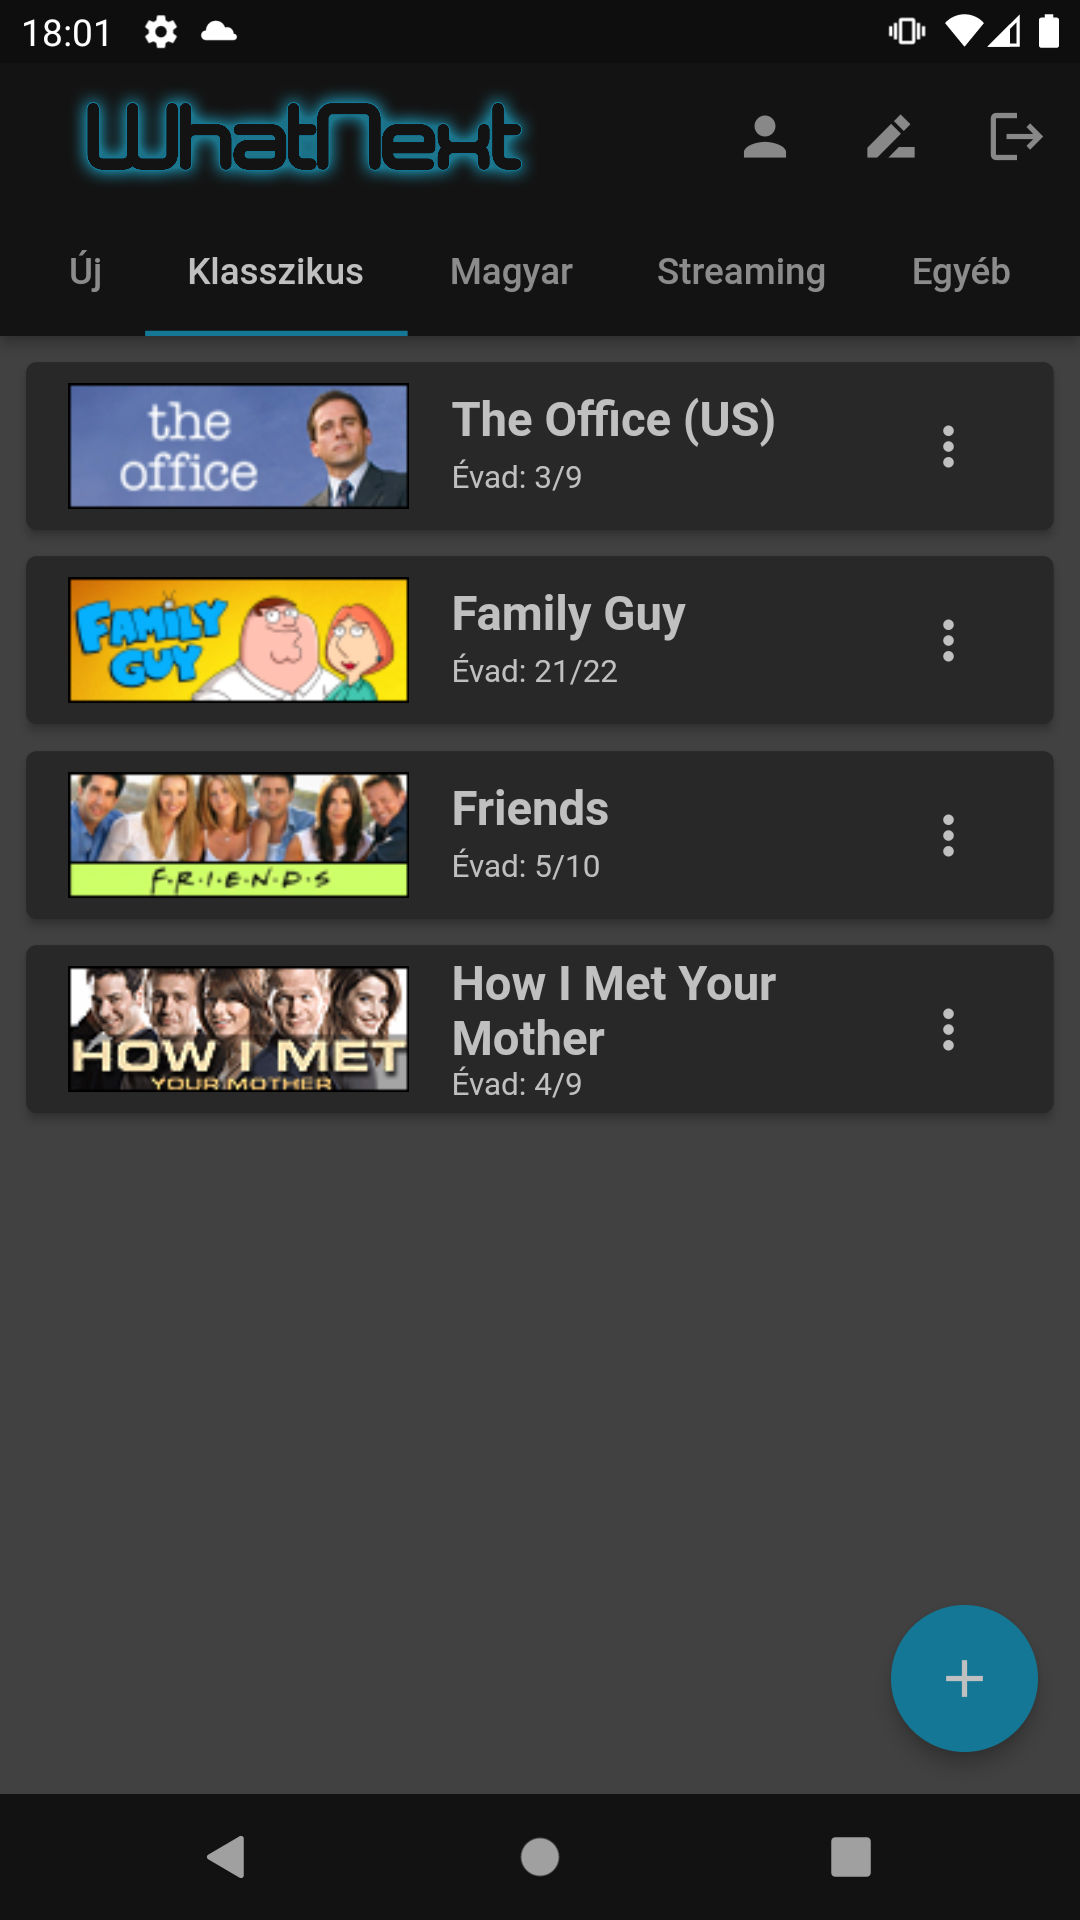 18:01
WhatNext
Új Klasszikus Magyar Streaming Egyéb
the
office
The Office (US)
Évad: 3/9
FAMILY
GUY
Family Guy
Évad: 21/22
F·R·I·E·N·D·S
Friends
Évad: 5/10
HOW I MET
YOUR MOTHER
How I Met Your
Mother
Évad: 4/9